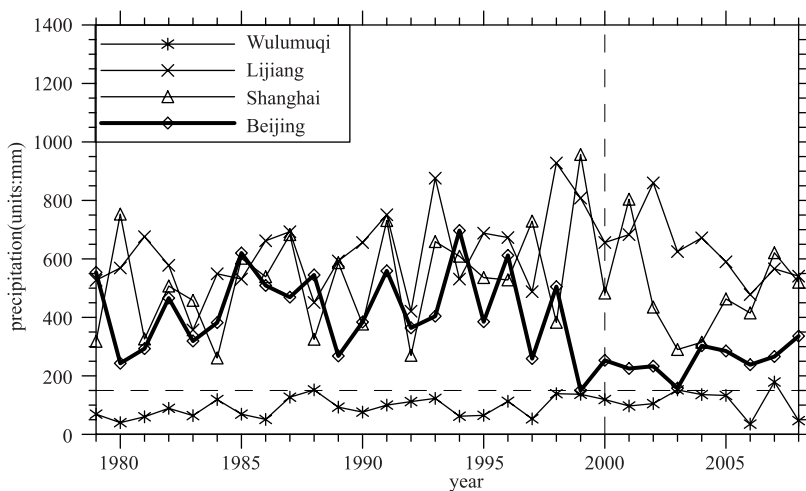 1400
1200
1000
800
600
400
200
0
precipitation(units:mm)
Wulumuqi
Lijiang
Shanghai
Beijing
1980 1985 1990 1995 2000 2005
year